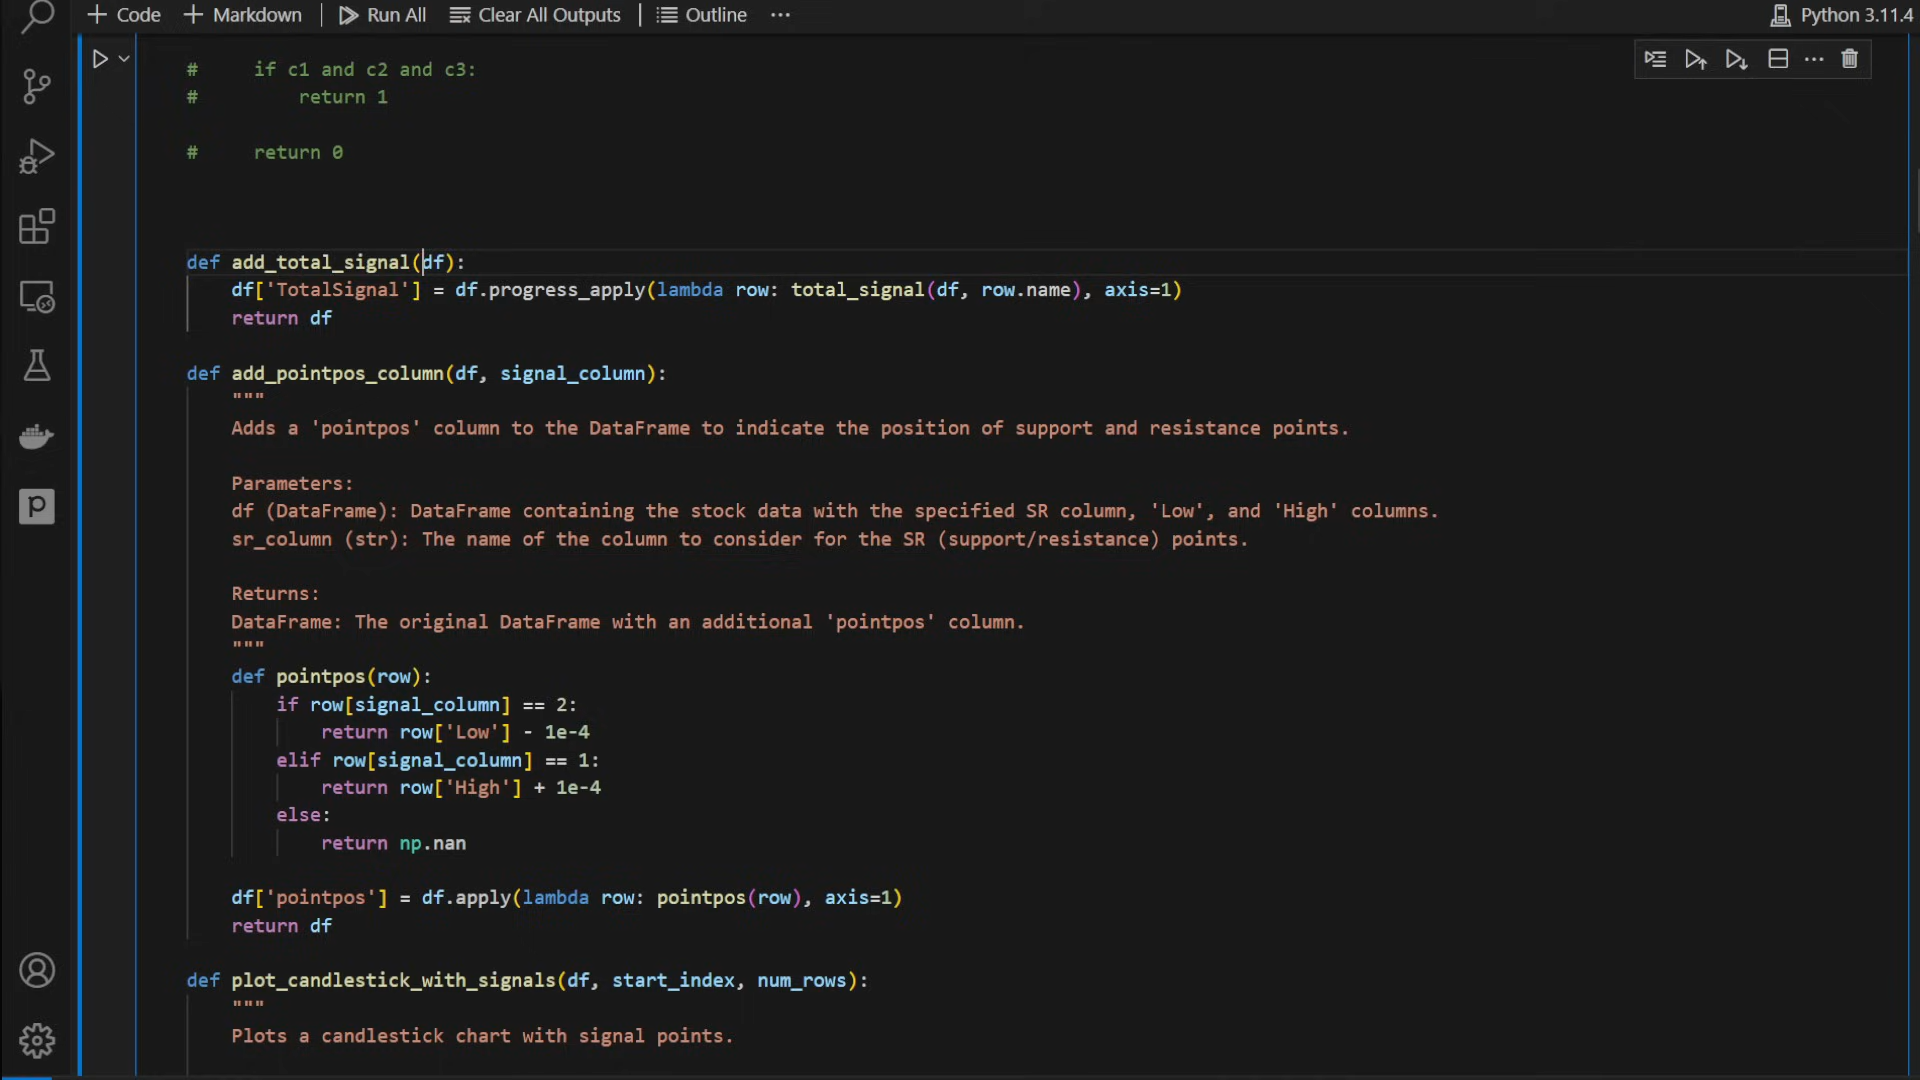 Code Markdown Run All Clear All Outputs Outline ··· Python 3.11.4
#     if c1 and c2 and c3:
#         return 1
#     return 0
def add_total_signal(df):
    df['TotalSignal'] = df.progress_apply(lambda row: total_signal(df, row.name), axis=1)
    return df
def add_pointpos_column(df, signal_column):
    """
    Adds a 'pointpos' column to the DataFrame to indicate the position of support and resistance points.
    Parameters:
    df (DataFrame): DataFrame containing the stock data with the specified SR column, 'Low', and 'High' columns.
    sr_column (str): The name of the column to consider for the SR (support/resistance) points.
    Returns:
    DataFrame: The original DataFrame with an additional 'pointpos' column.
    """
    def pointpos(row):
        if row[signal_column] == 2:
            return row['Low'] - 1e-4
        elif row[signal_column] == 1:
            return row['High'] + 1e-4
        else:
            return np.nan
    df['pointpos'] = df.apply(lambda row: pointpos(row), axis=1)
    return df
def plot_candlestick_with_signals(df, start_index, num_rows):
    """
    Plots a candlestick chart with signal points.